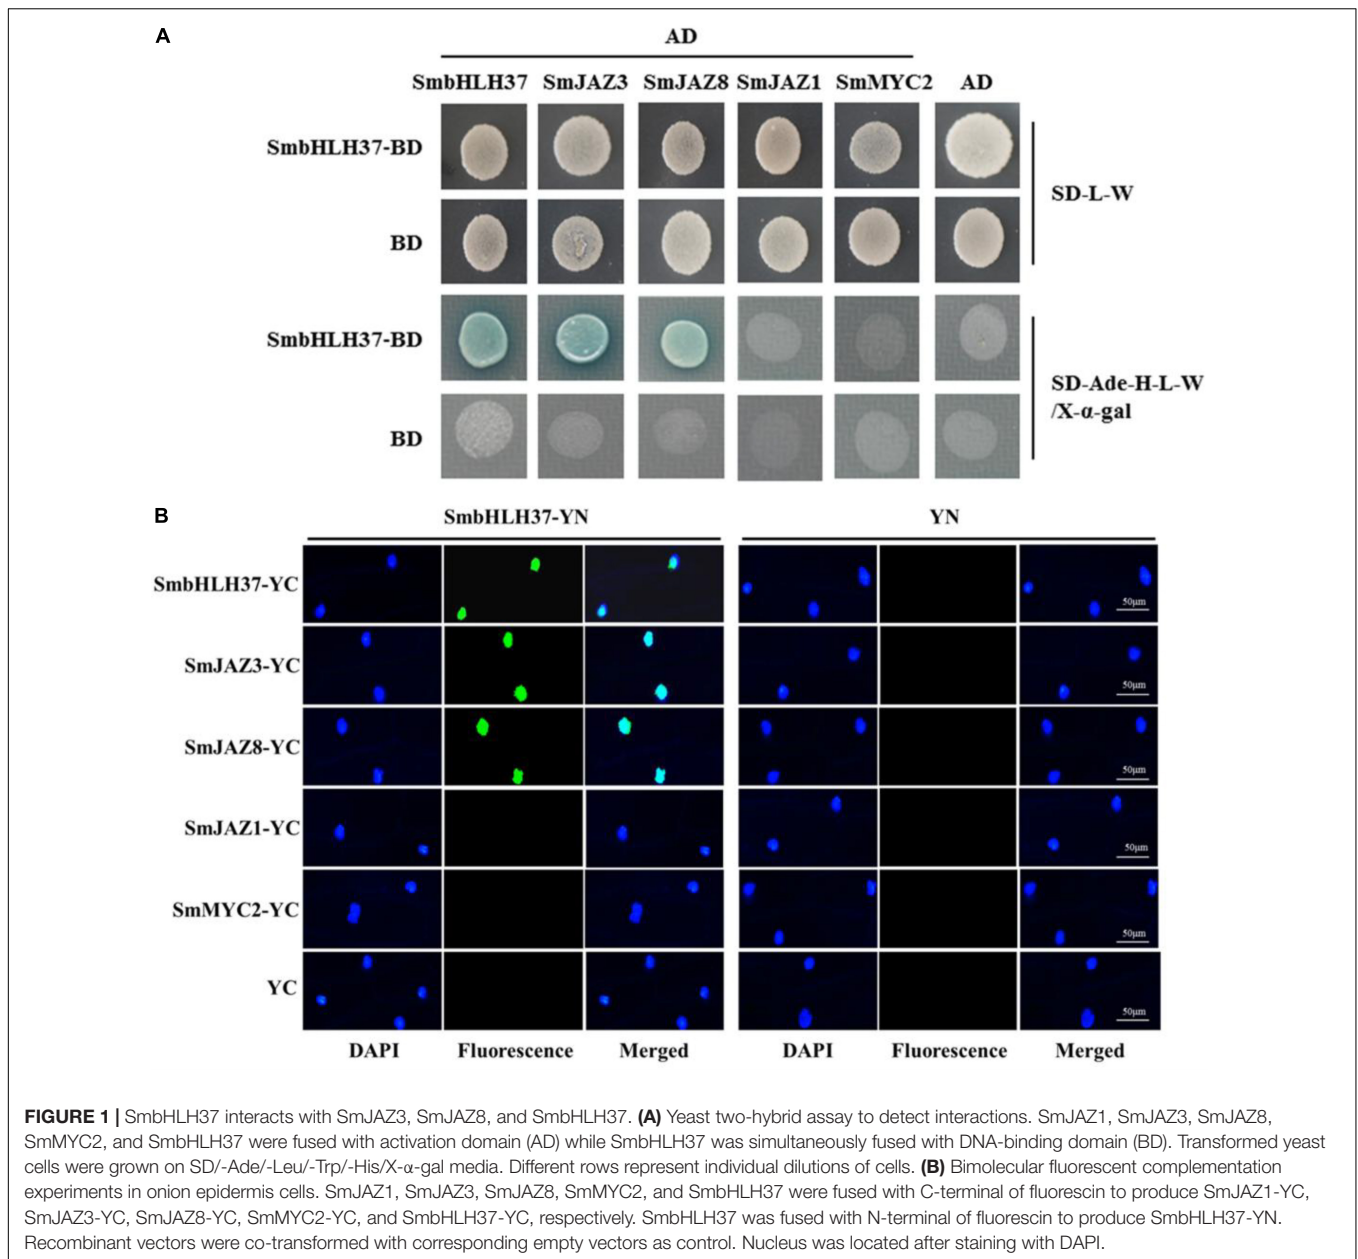 A
AD
SmbHLH37 SmJAZ3 SmJAZ8 SmJAZ1 SmMYC2 AD
SmbHLH37-BD
SD-L-W
BD
SmbHLH37-BD
SD-Ade-H-L-W
/X-α-gal
BD
B
SmbHLH37-YN YN
SmbHLH37-YC
50μm
SmJAZ3-YC
50μm
SmJAZ8-YC
50μm
SmJAZ1-YC
50μm
SmMYC2-YC
50μm
YC
50μm
DAPI Fluorescence Merged DAPI Fluorescence Merged
FIGURE 1 | SmbHLH37 interacts with SmJAZ3, SmJAZ8, and SmbHLH37. (A) Yeast two-hybrid assay to detect interactions. SmJAZ1, SmJAZ3, SmJAZ8,
SmMYC2, and SmbHLH37 were fused with activation domain (AD) while SmbHLH37 was simultaneously fused with DNA-binding domain (BD). Transformed yeast
cells were grown on SD/-Ade/-Leu/-Trp/-His/X-α-gal media. Different rows represent individual dilutions of cells. (B) Bimolecular fluorescent complementation
experiments in onion epidermis cells. SmJAZ1, SmJAZ3, SmJAZ8, SmMYC2, and SmbHLH37 were fused with C-terminal of fluorescin to produce SmJAZ1-YC,
SmJAZ3-YC, SmJAZ8-YC, SmMYC2-YC, and SmbHLH37-YC, respectively. SmbHLH37 was fused with N-terminal of fluorescin to produce SmbHLH37-YN.
Recombinant vectors were co-transformed with corresponding empty vectors as control. Nucleus was located after staining with DAPI.